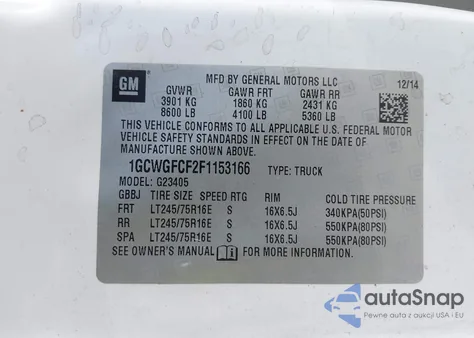 GM
MFD BY GENERAL MOTORS LLC
12/14
GVWR GAWR FRT GAWR RR
3901 KG 1860 KG 2431 KG
8600 LB 4100 LB 5360 LB
THIS VEHICLE CONFORMS TO ALL APPLICABLE U.S. FEDERAL MOTOR
VEHICLE SAFETY STANDARDS IN EFFECT ON THE DATE OF
MANUFACTURE SHOWN ABOVE.
1GCWGFCF2F1153166 TYPE: TRUCK
MODEL: G23405
GBBJ TIRE SIZE SPEED RTG RIM COLD TIRE PRESSURE
FRT LT245/75R16E S 16X6.5J 340KPA(50PSI)
RR LT245/75R16E S 16X6.5J 550KPA(80PSI)
SPA LT245/75R16E S 16X6.5J 550KPA(80PSI)
SEE OWNER'S MANUAL FOR MORE INFORMATION.
autoSnap
Pewne auta z aukcji USA i EU